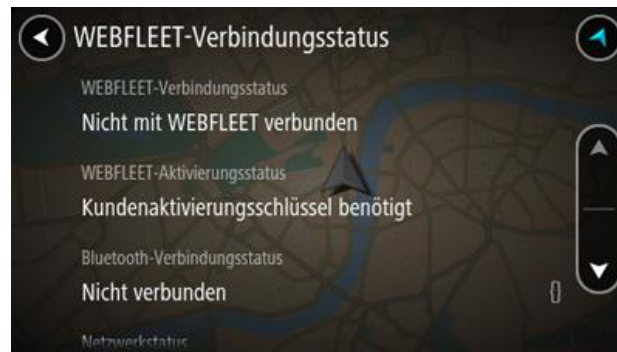 WEBFLEET-Verbindungsstatus
WEBFLEET-Verbindungsstatus
Nicht mit WEBFLEET verbunden
WEBFLEET-Aktivierungsstatus
Kundenaktivierungsschlüssel benötigt
Bluetooth-Verbindungsstatus
Nicht verbunden
Netzwerkstatus